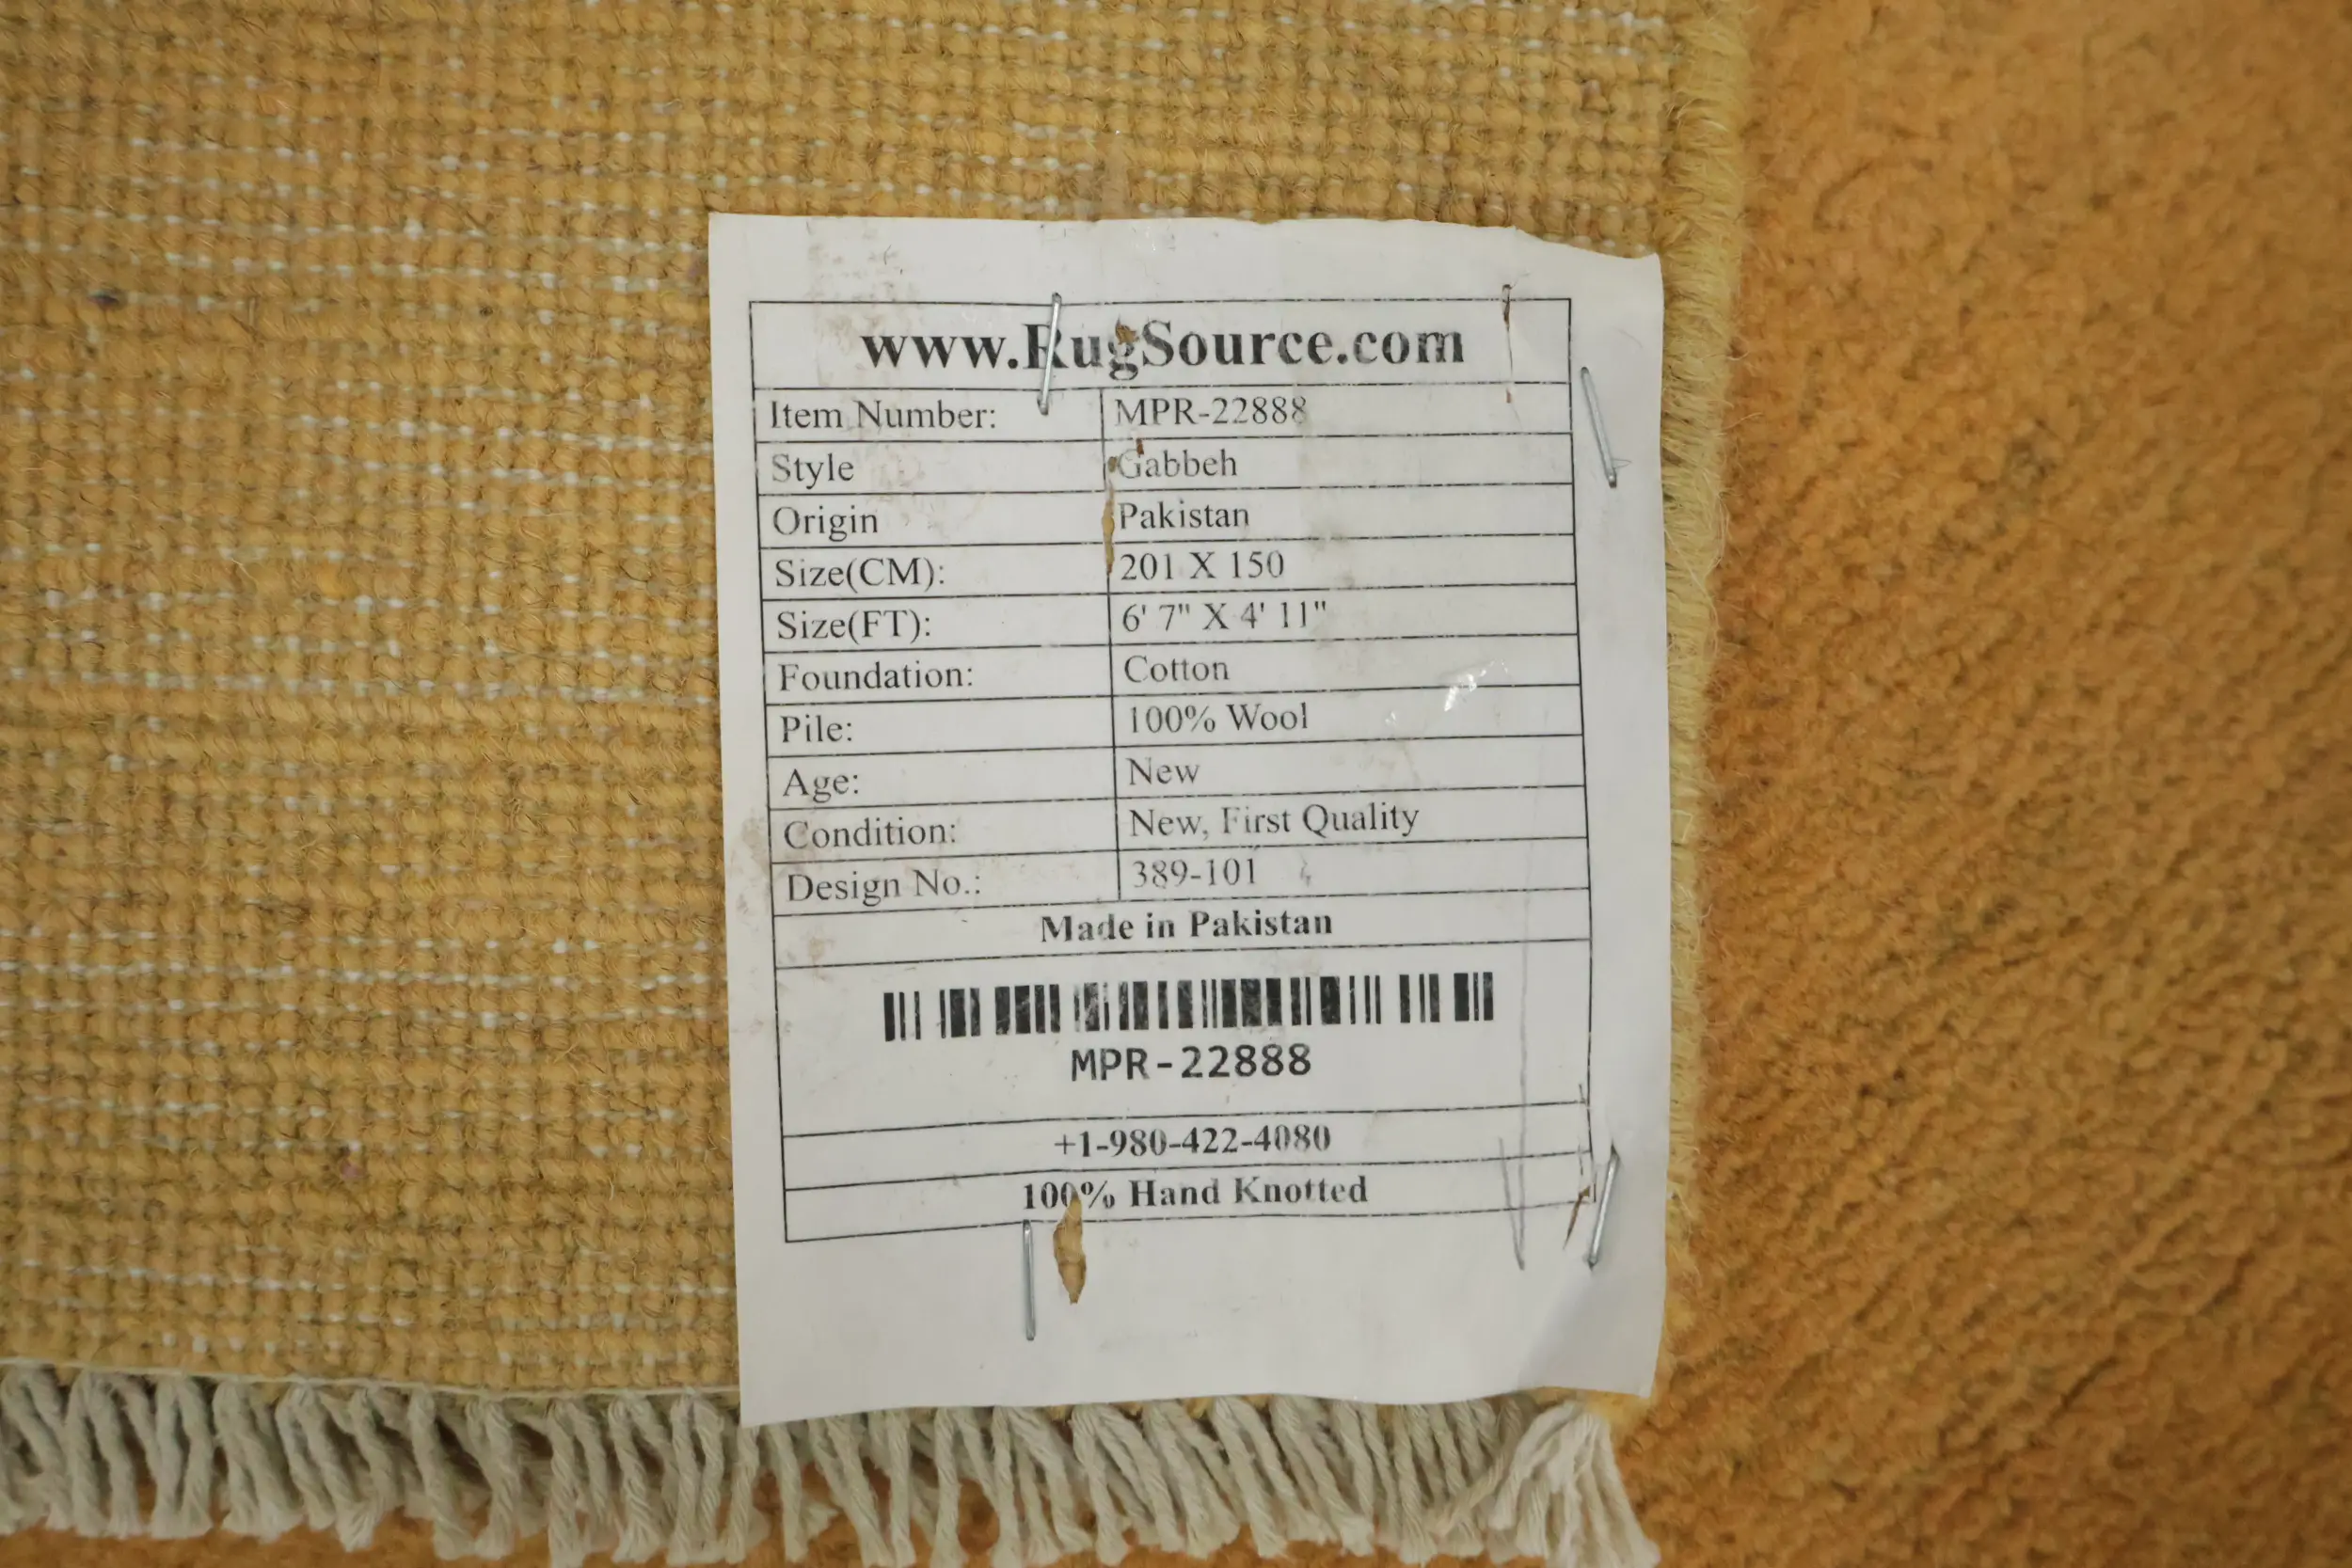 www.RugSource.com
Item Number: MPR-22888
Style Gabbeh
Origin Pakistan
Size(CM): 201 X 150
Size(FT): 6' 7" X 4' 11"
Foundation: Cotton
Pile: 100% Wool
Age: New
Condition: New, First Quality
Design No.: 389-101
Made in Pakistan
MPR-22888
+1-980-422-4080
100% Hand Knotted